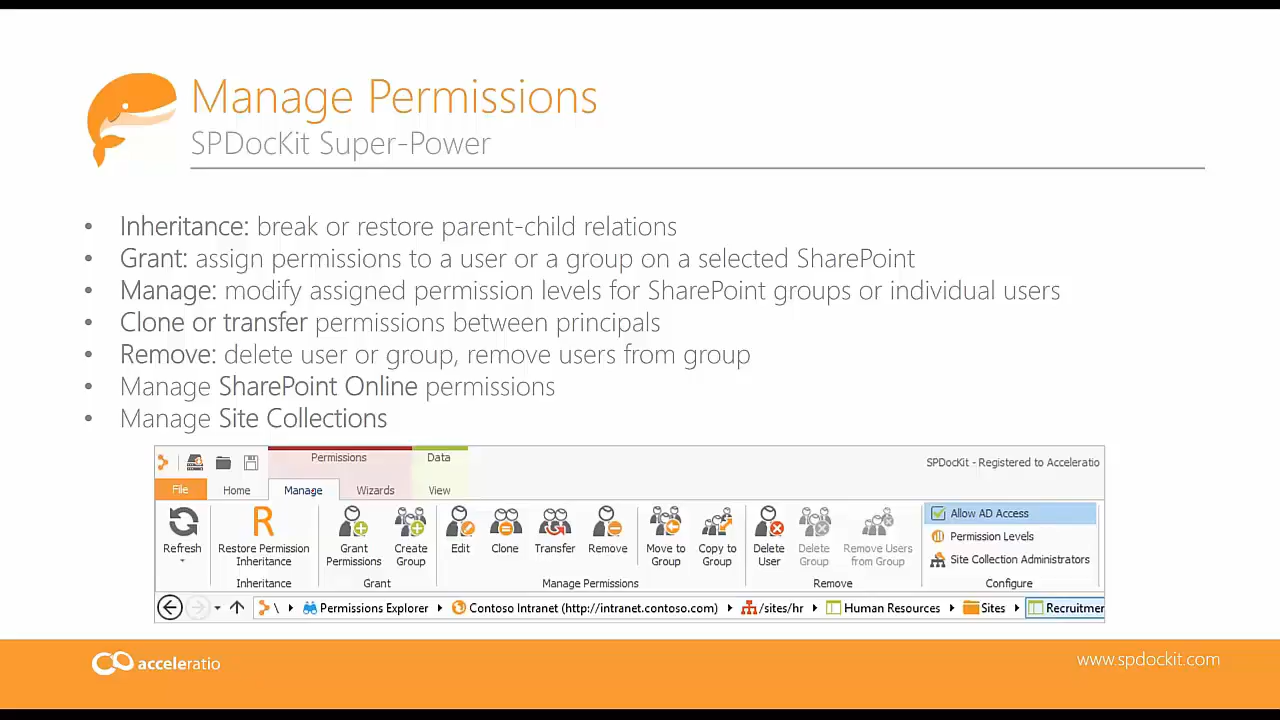 Manage Permissions
SPDocKit Super-Power
• Inheritance: break or restore parent-child relations
• Grant: assign permissions to a user or a group on a selected SharePoint
• Manage: modify assigned permission levels for SharePoint groups or individual users
• Clone or transfer permissions between principals
• Remove: delete user or group, remove users from group
• Manage SharePoint Online permissions
• Manage Site Collections
Permissions Data SPDocKit - Registered to Acceleratio
File Home Manage Wizards View
Refresh Restore Permission Inheritance Grant Permissions Create Group Edit Clone Transfer Remove Move to Group Copy to Group Delete User Delete Group Remove Users from Group
Allow AD Access
Permission Levels
Site Collection Administrators
Inheritance Grant Manage Permissions Remove Configure
\ Permissions Explorer Contoso Intranet (http://intranet.contoso.com) /sites/hr Human Resources Sites Recruitmer
acceleratio
www.spdockit.com